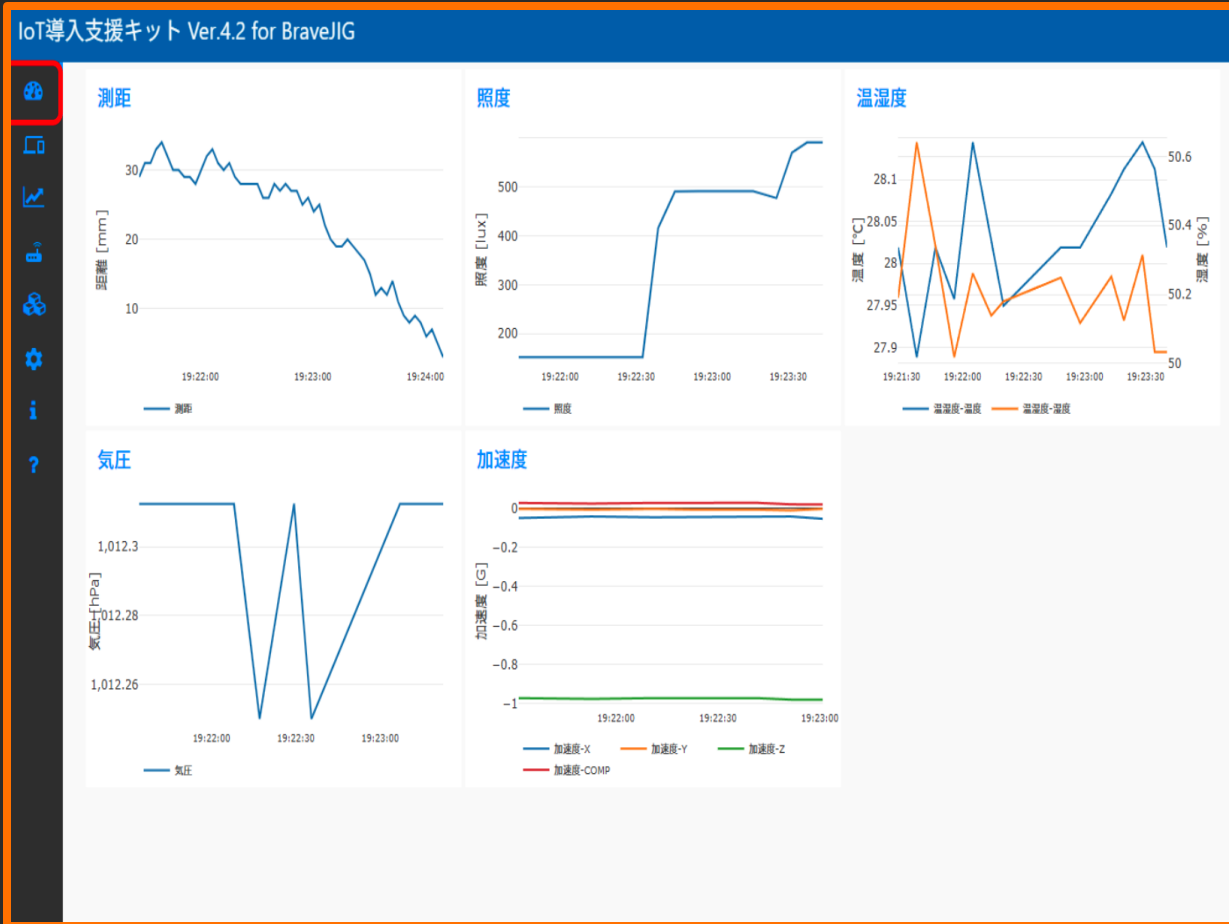 IoT導入支援キット Ver.4.2 for BraveJIG
測距
距離 [mm]
30
20
10
19:22:00 19:23:00 19:24:00
測距
照度
照度 [lux]
500
400
300
200
19:22:00 19:22:30 19:23:00 19:23:30
照度
温湿度
温度 [℃]
28.1
28.05
28
27.95
27.9
50.6
50.4
50.2
50
湿度 [%]
19:21:30 19:22:00 19:22:30 19:23:00 19:23:30
温湿度-温度 温湿度-湿度
気圧
気圧 [hPa]
1,012.3
1,012.28
1,012.26
19:22:00 19:22:30 19:23:00
気圧
加速度
加速度 [G]
0
−0.2
−0.4
−0.6
−0.8
−1
19:22:00 19:22:30 19:23:00
加速度-X 加速度-Y 加速度-Z
加速度-COMP